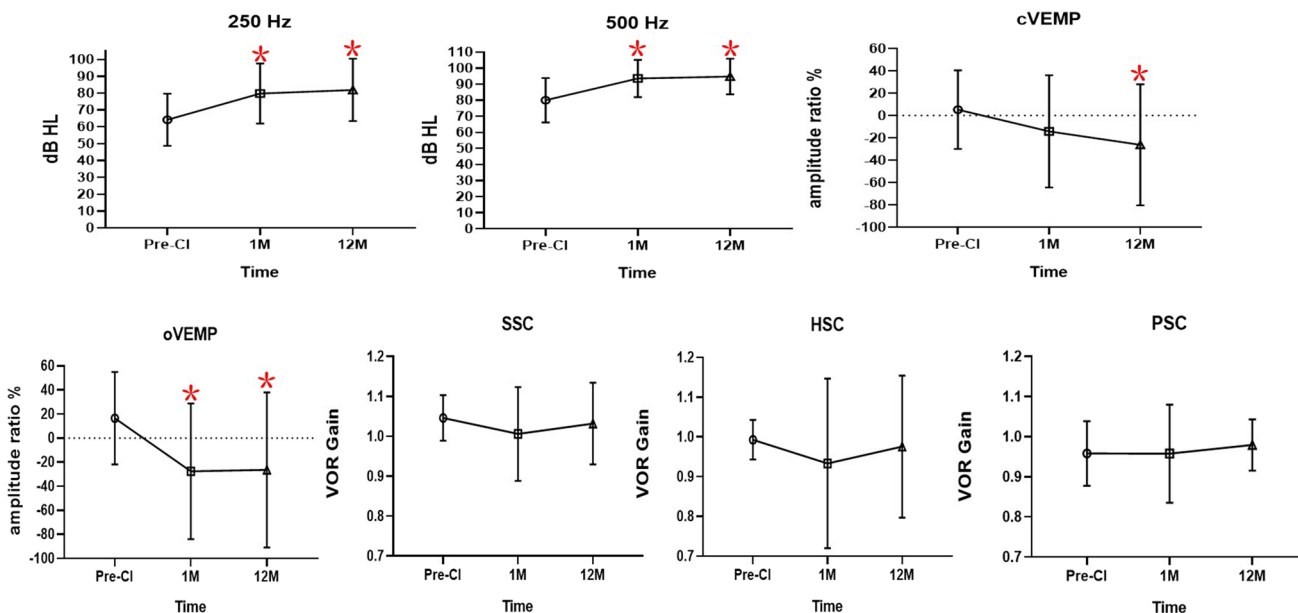 250 Hz
dB HL
100
90
80
70
60
50
40
30
20
10
0
Pre-CI 1M 12M
Time
500 Hz
dB HL
110
100
90
80
70
60
50
40
30
20
10
0
Pre-CI 1M 12M
Time
cVEMP
amplitude ratio %
60
40
20
0
-20
-40
-60
-80
-100
Pre-CI 1M 12M
Time
oVEMP
amplitude ratio %
60
40
20
0
-20
-40
-60
-80
-100
Pre-CI 1M 12M
Time
SSC
VOR Gain
1.2
1.1
1.0
0.9
0.8
0.7
Pre-CI 1M 12M
Time
HSC
VOR Gain
1.2
1.1
1.0
0.9
0.8
0.7
Pre-CI 1M 12M
Time
PSC
VOR Gain
1.2
1.1
1.0
0.9
0.8
0.7
Pre-CI 1M 12M
Time